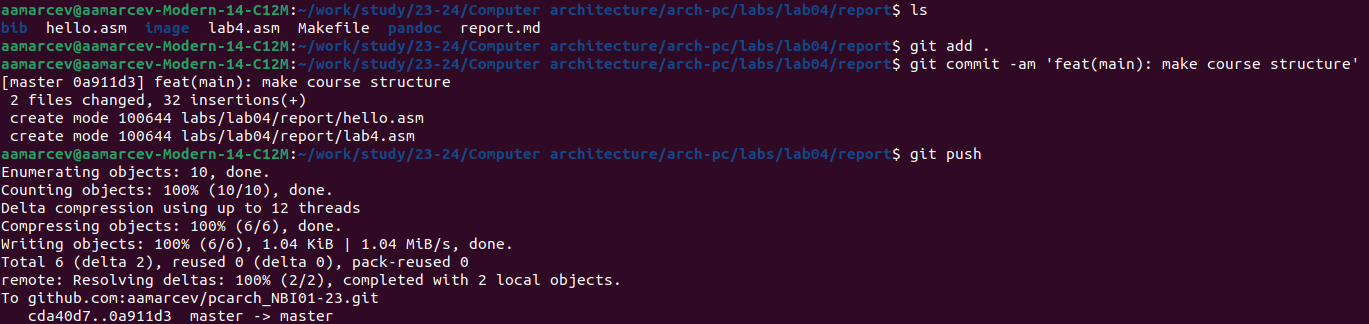 aamarcev@aamarcev-Modern-14-C12M:~/work/study/23-24/Computer architecture/arch-pc/labs/lab04/report$ ls
bib  hello.asm  image  lab4.asm  Makefile  pandoc  report.md
aamarcev@aamarcev-Modern-14-C12M:~/work/study/23-24/Computer architecture/arch-pc/labs/lab04/report$ git add .
aamarcev@aamarcev-Modern-14-C12M:~/work/study/23-24/Computer architecture/arch-pc/labs/lab04/report$ git commit -am 'feat(main): make course structure'
[master 0a911d3] feat(main): make course structure
 2 files changed, 32 insertions(+)
 create mode 100644 labs/lab04/report/hello.asm
 create mode 100644 labs/lab04/report/lab4.asm
aamarcev@aamarcev-Modern-14-C12M:~/work/study/23-24/Computer architecture/arch-pc/labs/lab04/report$ git push
Enumerating objects: 10, done.
Counting objects: 100% (10/10), done.
Delta compression using up to 12 threads
Compressing objects: 100% (6/6), done.
Writing objects: 100% (6/6), 1.04 KiB | 1.04 MiB/s, done.
Total 6 (delta 2), reused 0 (delta 0), pack-reused 0
remote: Resolving deltas: 100% (2/2), completed with 2 local objects.
To github.com:aamarcev/pcarch_NBI01-23.git
   cda40d7..0a911d3  master -> master